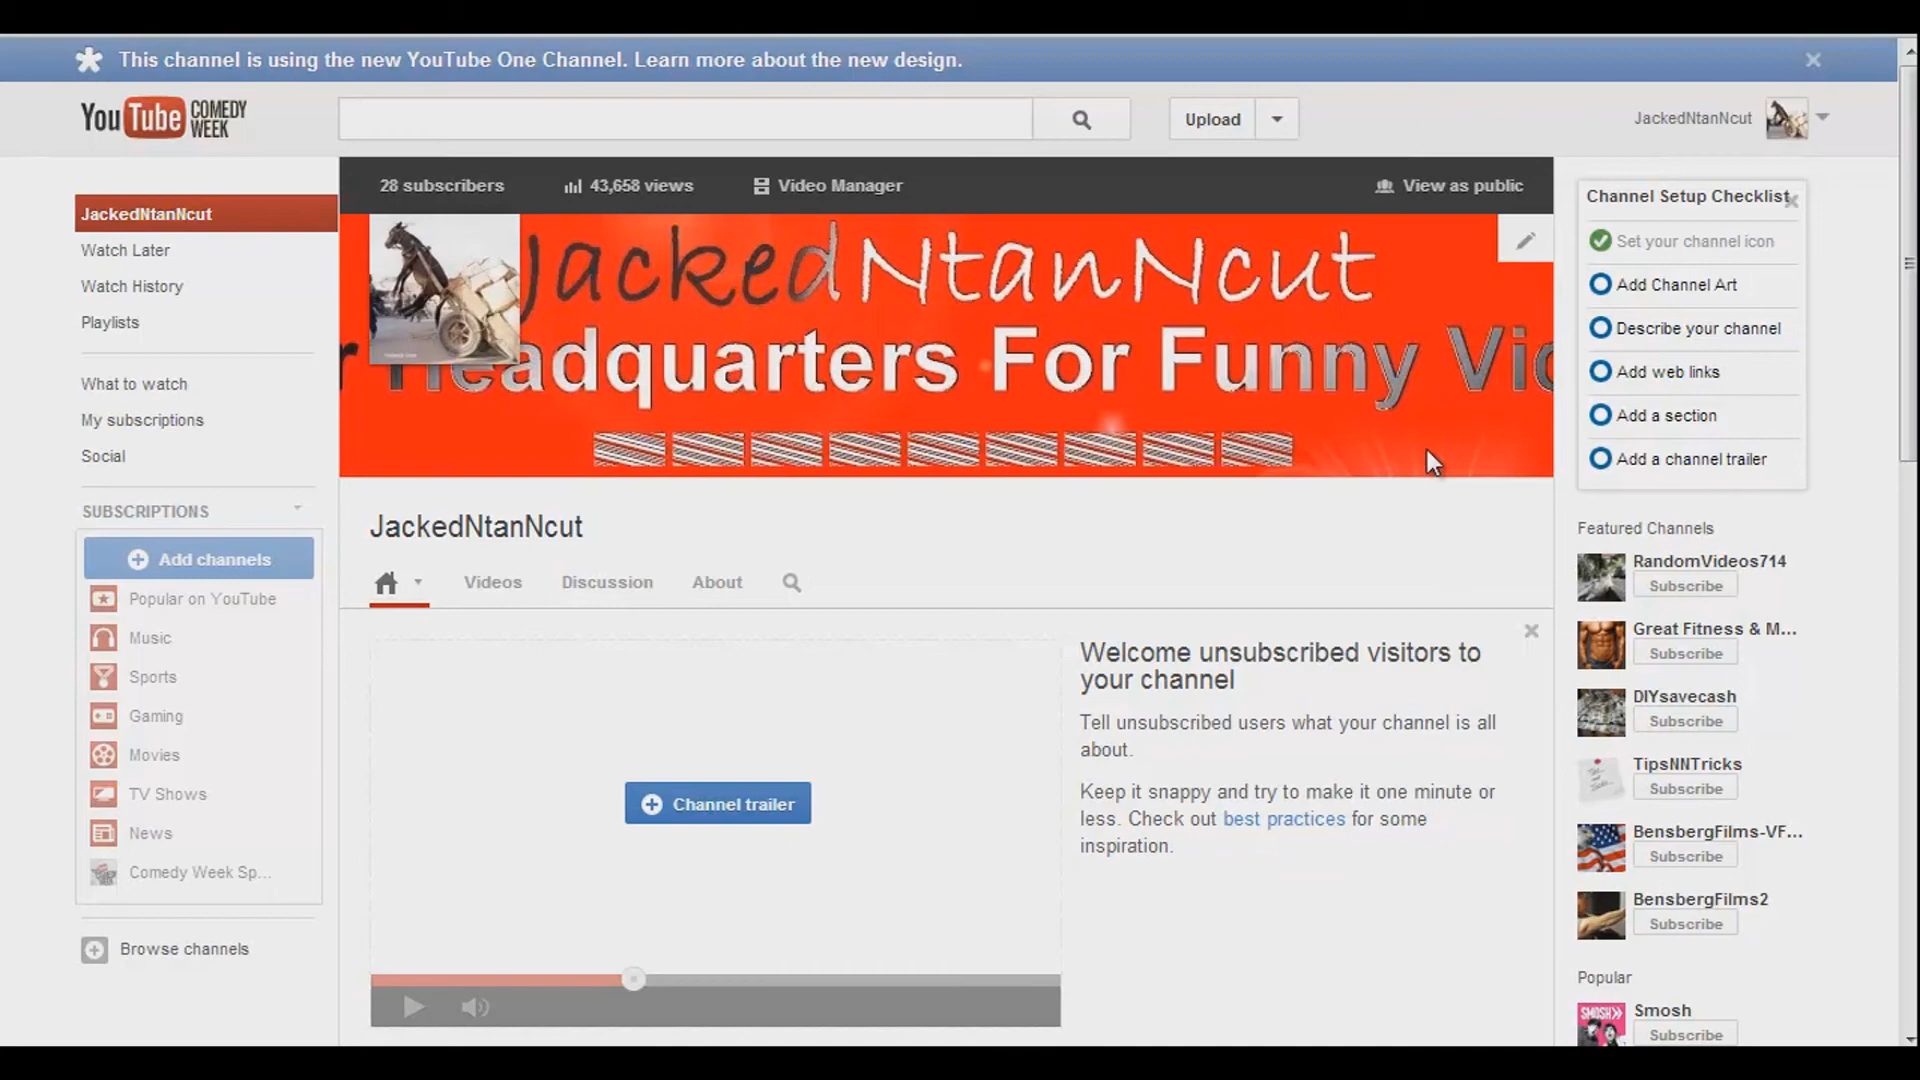 This channel is using the new YouTube One Channel. Learn more about the new design.
YouTube COMEDY WEEK
Upload
JackedNtanNcut
JackedNtanNcut
Watch Later
Watch History
Playlists
What to watch
My subscriptions
Social
SUBSCRIPTIONS
Add channels
Popular on YouTube
Music
Sports
Gaming
Movies
TV Shows
News
Comedy Week Sp...
Browse channels
28 subscribers
43,658 views
Video Manager
View as public
JackedNtanNcut
r Headquarters For Funny Vid
JackedNtanNcut
Videos
Discussion
About
Channel trailer
Welcome unsubscribed visitors to
your channel
Tell unsubscribed users what your channel is all
about.
Keep it snappy and try to make it one minute or
less. Check out best practices for some
inspiration.
Channel Setup Checklist
Set your channel icon
Add Channel Art
Describe your channel
Add web links
Add a section
Add a channel trailer
Featured Channels
RandomVideos714
Subscribe
Great Fitness & M...
Subscribe
DIYsavecash
Subscribe
TipsNNTricks
Subscribe
BensbergFilms-VF...
Subscribe
BensbergFilms2
Subscribe
Popular
SMOSH
Smosh
Subscribe